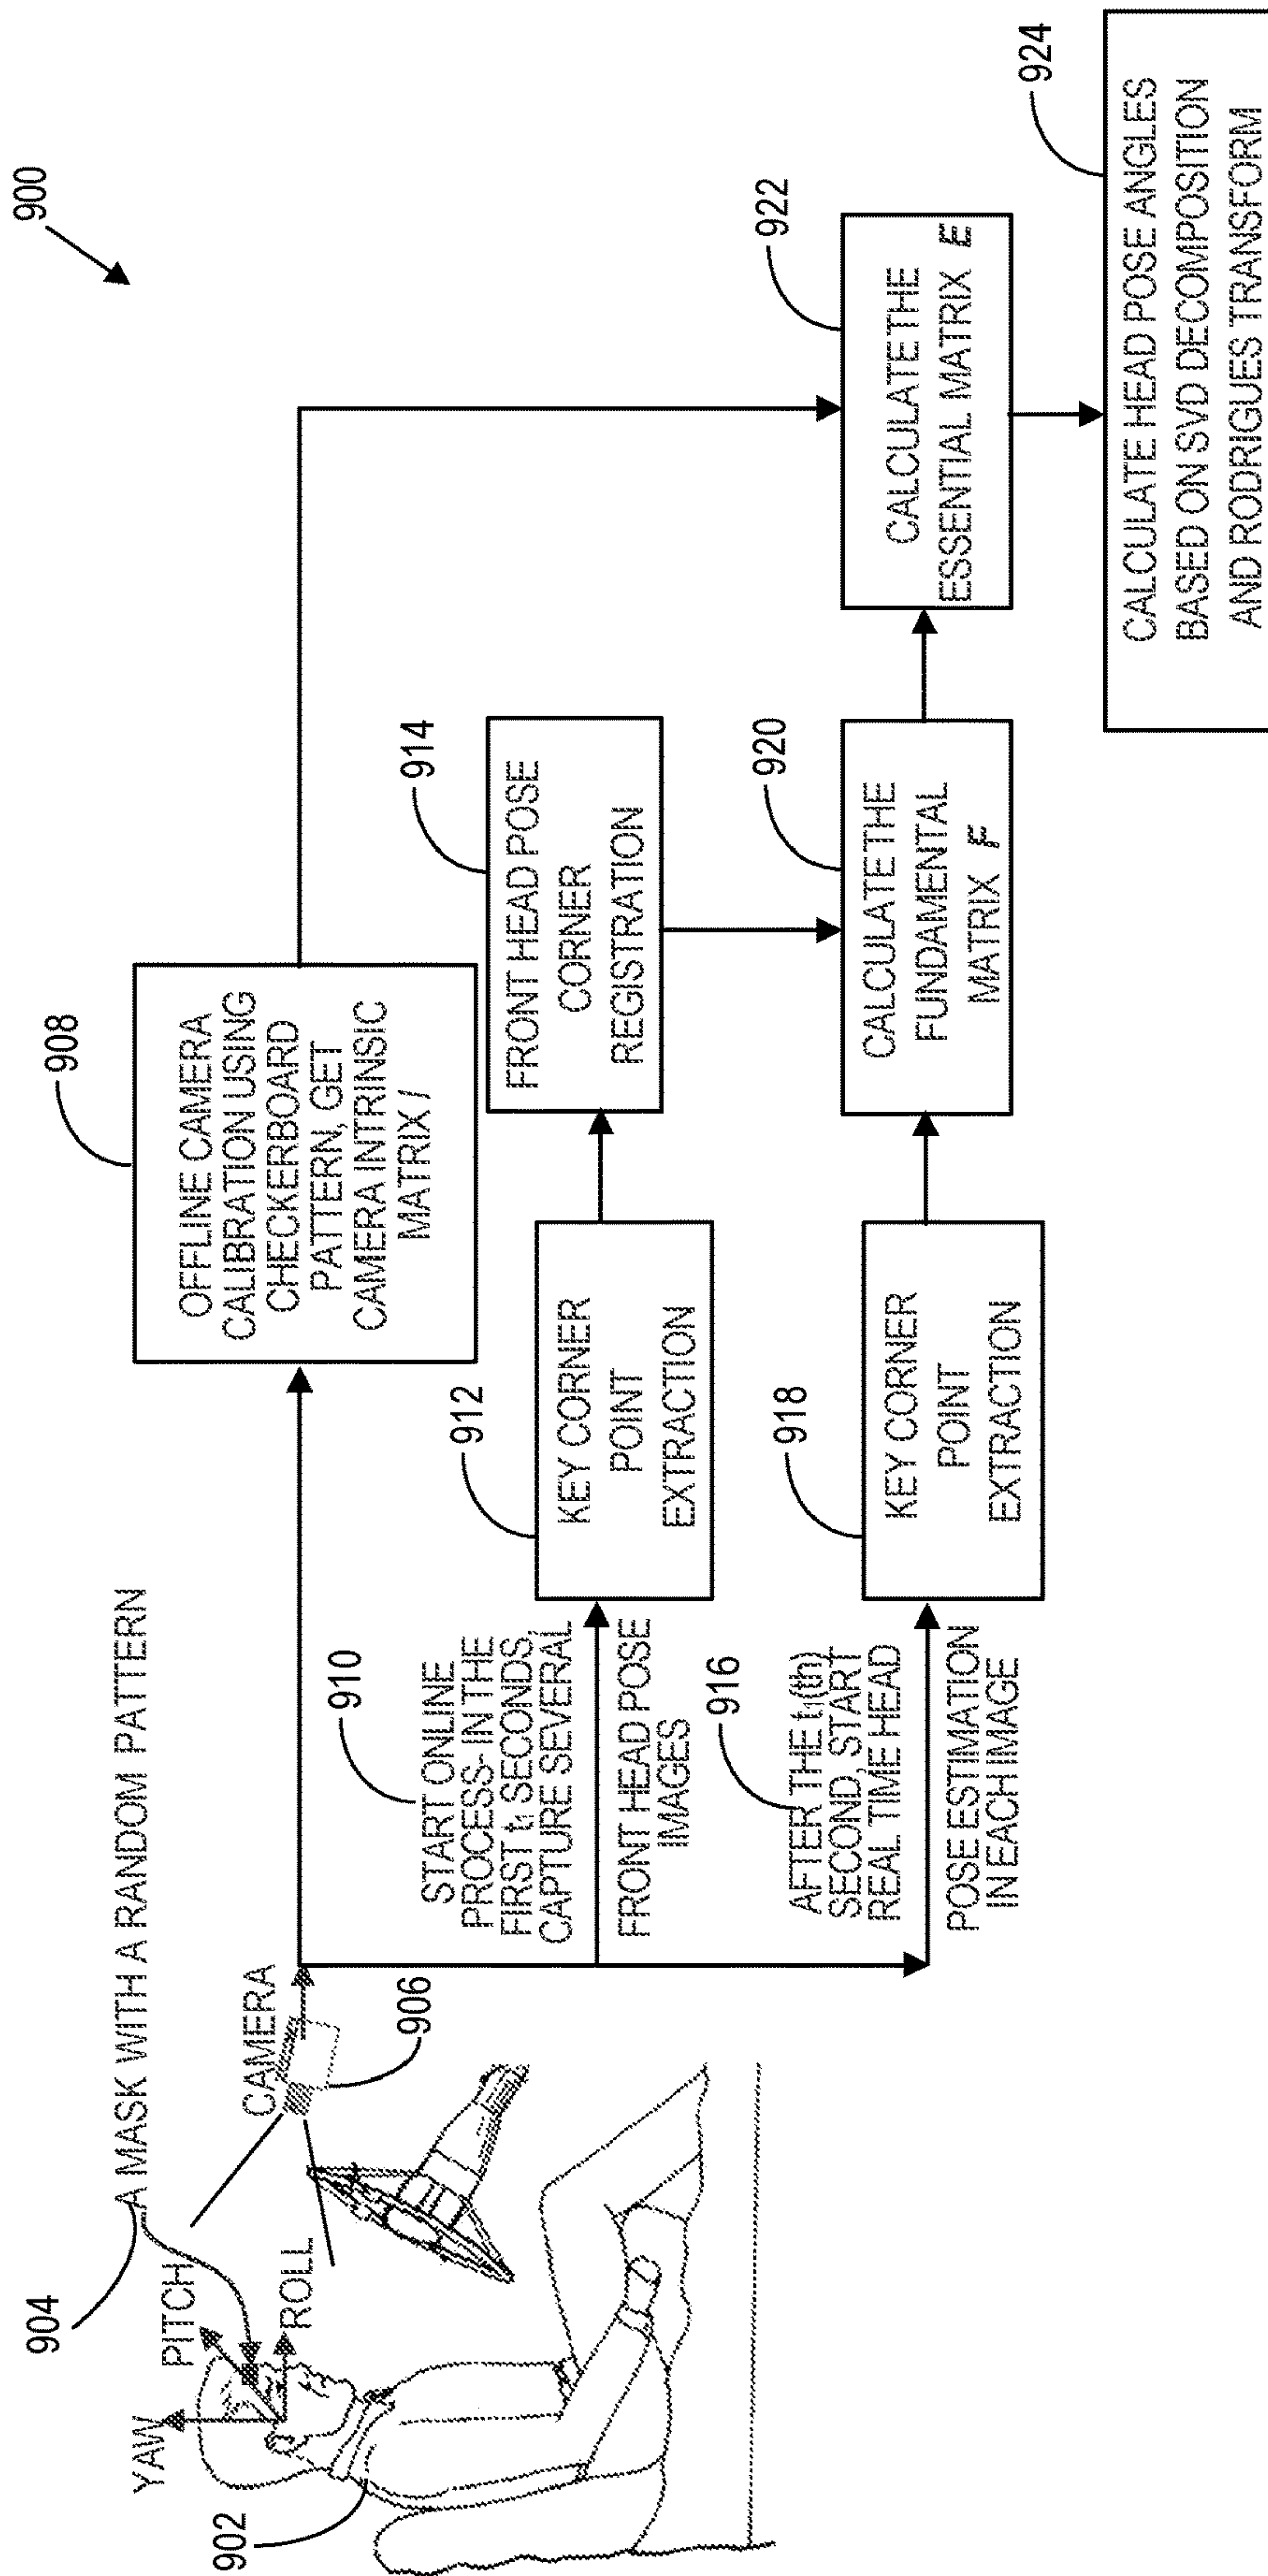 900
904
A MASK WITH A RANDOM PATTERN
YAW
PITCH
ROLL
CAMERA
906
902
908
OFFLINE CAMERA
CALIBRATION USING
CHECKERBOARD
PATTERN, GET
CAMERA INTRINSIC
MATRIX I
910
START ONLINE
PROCESS- IN THE
FIRST t₁ SECONDS,
CAPTURE SEVERAL
FRONT HEAD POSE
IMAGES
912
KEY CORNER
POINT
EXTRACTION
914
FRONT HEAD POSE
CORNER
REGISTRATION
916
AFTER THE t₁(th)
SECOND, START
REAL TIME HEAD
POSE ESTIMATION
IN EACH IMAGE
918
KEY CORNER
POINT
EXTRACTION
920
CALCULATE THE
FUNDAMENTAL
MATRIX F
922
CALCULATE THE
ESSENTIAL MATRIX E
924
CALCULATE HEAD POSE ANGLES
BASED ON SVD DECOMPOSITION
AND RODRIGUES TRANSFORM